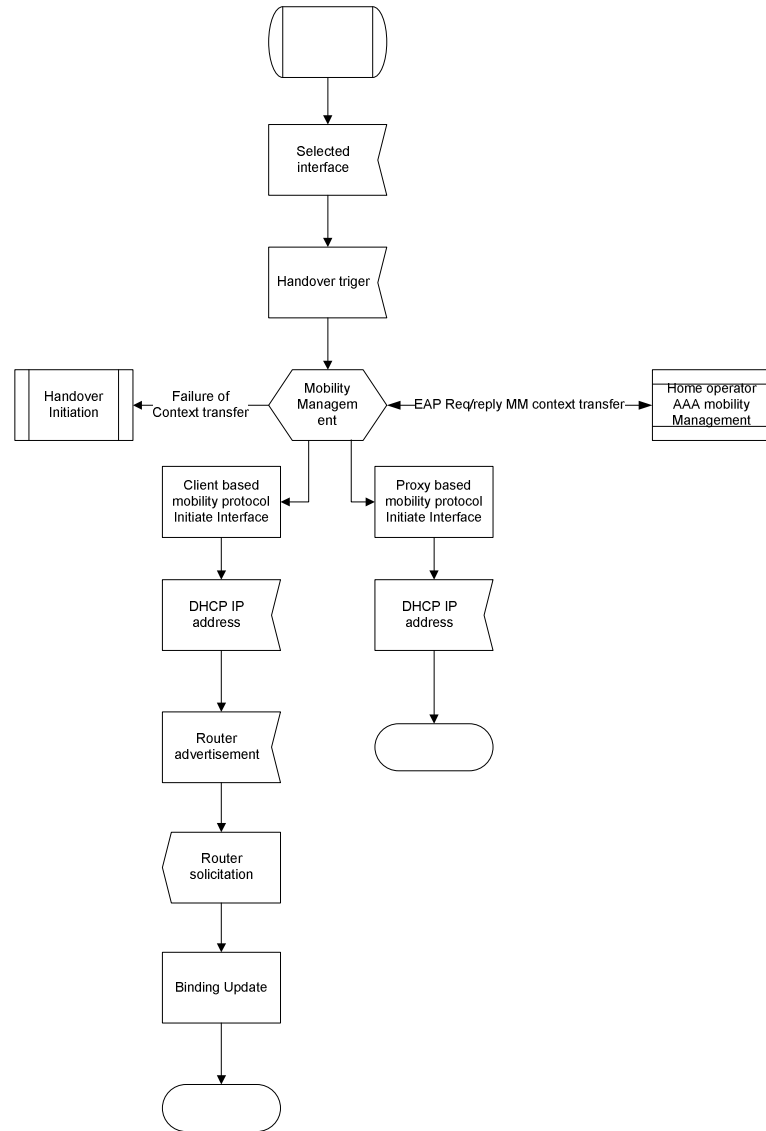 Selected
interface
Handover triger
Handover
Initiation
Failure of
Context transfer
Mobility
Managem
ent
EAP Req/reply MM context transfer
Home operator
AAA mobility
Management
Client based
mobility protocol
Initiate Interface
Proxy based
mobility protocol
Initiate Interface
DHCP IP
address
DHCP IP
address
Router
advertisement
Router
solicitation
Binding Update